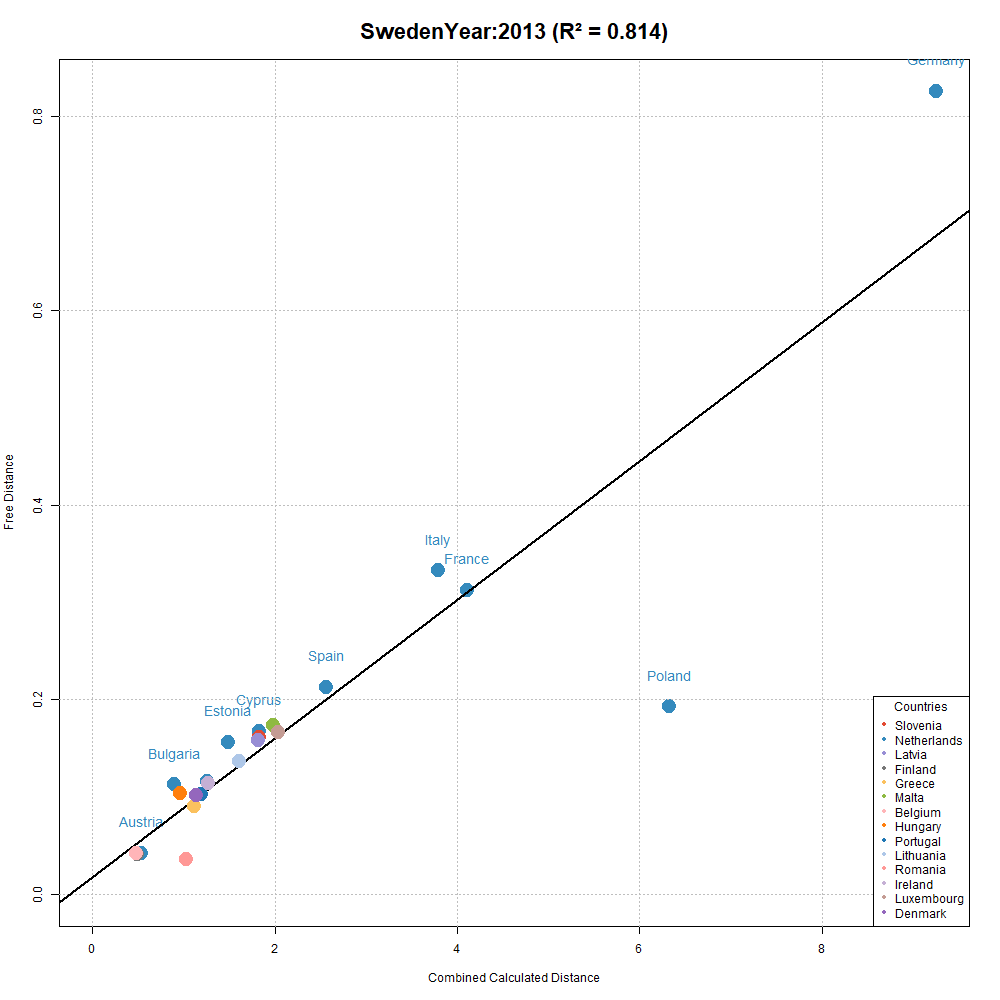 SwedenYear:2013 (R² = 0.814)
Germany
0.8
0.6
Free Distance
0.4
Italy
France
Spain
Poland
0.2
Cyprus
Estonia
Bulgaria
Austria
0.0
Countries
Slovenia
Netherlands
Latvia
Finland
Greece
Malta
Belgium
Hungary
Portugal
Lithuania
Romania
Ireland
Luxembourg
Denmark
0 2 4 6 8
Combined Calculated Distance